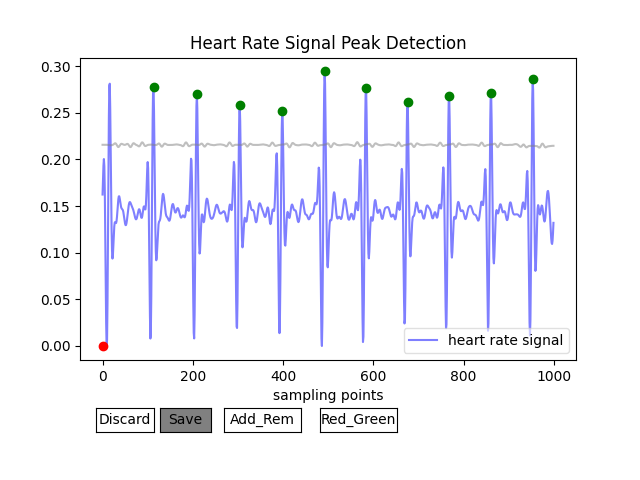 Heart Rate Signal Peak Detection
0.30
0.25
0.20
0.15
0.10
0.05
0.00
heart rate signal
0 200 400 600 800 1000
sampling points
Discard Save Add_Rem Red_Green